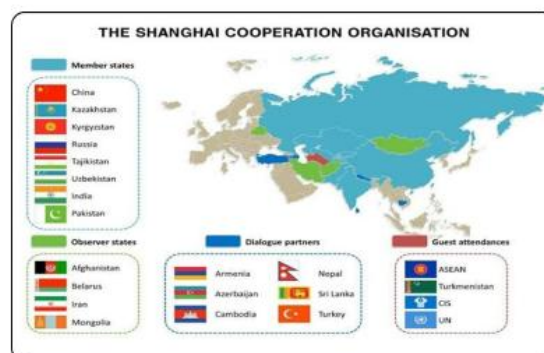 THE SHANGHAI COOPERATION ORGANISATION
Member states
China
Kazakhstan
Kyrgyzstan
Russia
Tajikistan
Uzbekistan
India
Pakistan
Observer states
Afghanistan
Belarus
Iran
Mongolia
Dialogue partners
Armenia
Azerbaijan
Cambodia
Nepal
Sri Lanka
Turkey
Guest attendances
ASEAN
Turkmenistan
CIS
UN